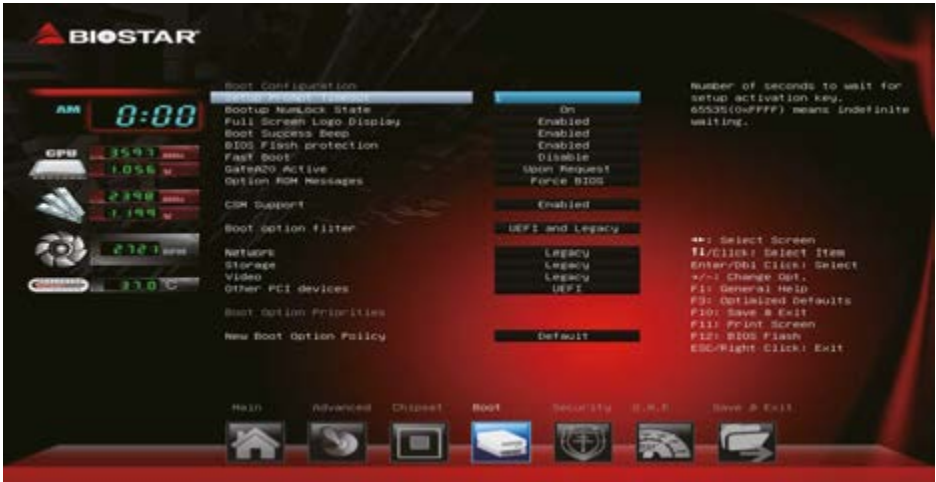 BIOSTAR
AM 0:00
CPU 3597 MHz
1.056 V
2398 MHz
1.199 V
2721 RPM
37.0 °C
Boot Configuration
Setup Prompt Timeout 1
Bootup NumLock State On
Full Screen Logo Display Enabled
Boot Success Beep Enabled
BIOS Flash protection Enabled
Fast Boot Disable
GateA20 Active Upon Request
Option ROM Messages Force BIOS
CSM Support Enabled
Boot option filter UEFI and Legacy
Network Legacy
Storage Legacy
Video Legacy
Other PCI devices UEFI
Boot Option Priorities
New Boot Option Policy Default
Number of seconds to wait for
setup activation key.
65535(0xFFFF) means indefinite
waiting.
↔: Select Screen
↑↓/Click: Select Item
Enter/Dbl Click: Select
+/-: Change Opt.
F1: General Help
F3: Optimized Defaults
F10: Save & Exit
F11: Print Screen
F12: BIOS Flash
ESC/Right Click: Exit
Main Advanced Chipset Boot Security O.N.E Save & Exit